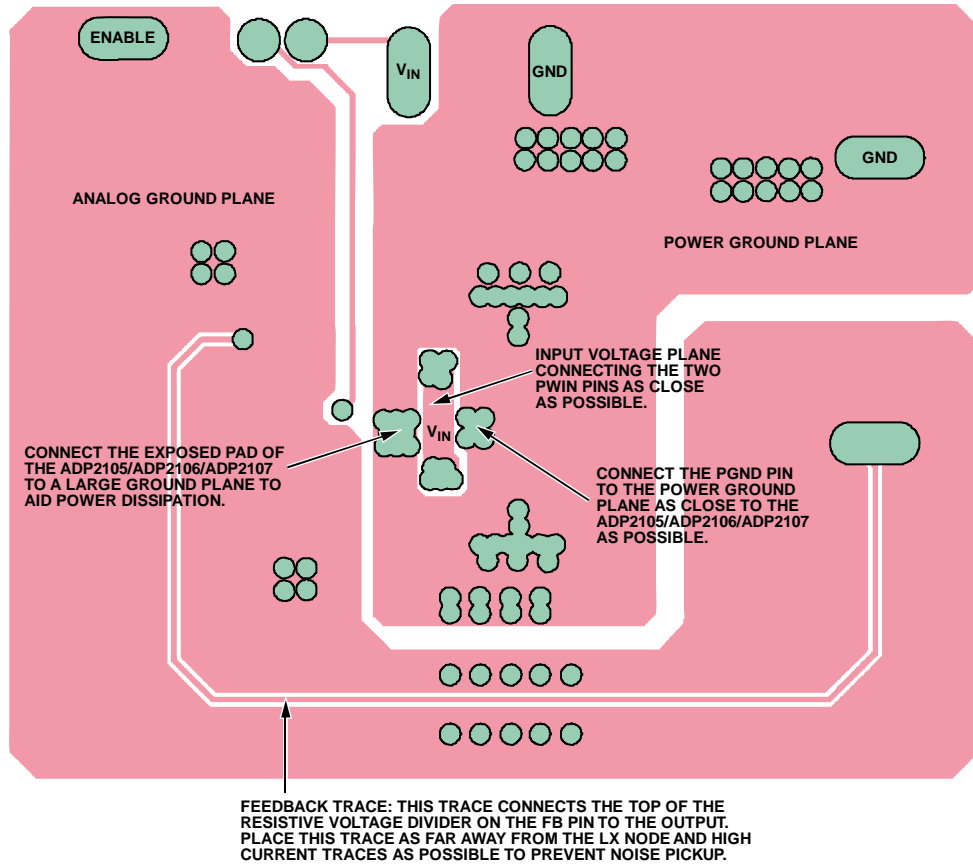 ENABLE
VIN
GND
GND
ANALOG GROUND PLANE
POWER GROUND PLANE
INPUT VOLTAGE PLANE
CONNECTING THE TWO
PWIN PINS AS CLOSE
AS POSSIBLE.
VIN
CONNECT THE EXPOSED PAD OF
THE ADP2105/ADP2106/ADP2107
TO A LARGE GROUND PLANE TO
AID POWER DISSIPATION.
CONNECT THE PGND PIN
TO THE POWER GROUND
PLANE AS CLOSE TO THE
ADP2105/ADP2106/ADP2107
AS POSSIBLE.
FEEDBACK TRACE: THIS TRACE CONNECTS THE TOP OF THE
RESISTIVE VOLTAGE DIVIDER ON THE FB PIN TO THE OUTPUT.
PLACE THIS TRACE AS FAR AWAY FROM THE LX NODE AND HIGH
CURRENT TRACES AS POSSIBLE TO PREVENT NOISE PICKUP.